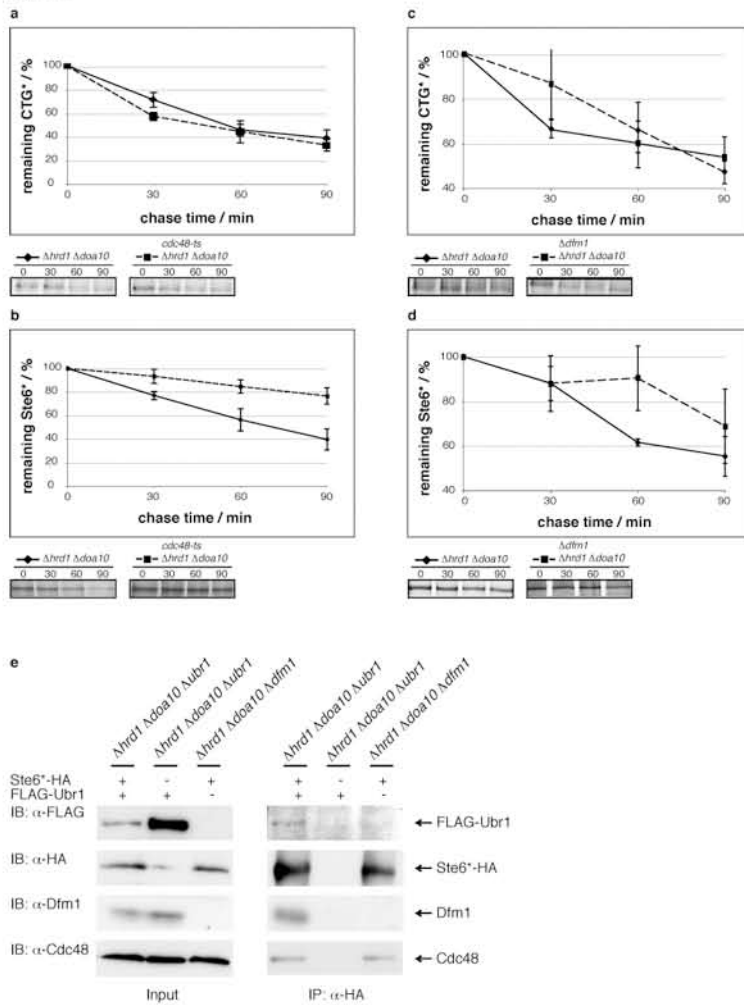 a
remaining CTG* / %
100
80
60
40
20
0
0 30 60 90
chase time / min
Δhrd1 Δdoa10
cdc48-ts
Δhrd1 Δdoa10
0 30 60 90
0 30 60 90
c
remaining CTG* / %
100
80
60
40
0 30 60 90
chase time / min
Δhrd1 Δdoa10
Δdfm1
Δhrd1 Δdoa10
0 30 60 90
0 30 60 90
b
remaining Ste6* / %
100
80
60
40
20
0
0 30 60 90
chase time / min
Δhrd1 Δdoa10
cdc48-ts
Δhrd1 Δdoa10
0 30 60 90
0 30 60 90
d
remaining Ste6* / %
100
80
60
40
0 30 60 90
chase time / min
Δhrd1 Δdoa10
Δdfm1
Δhrd1 Δdoa10
0 30 60 90
0 30 60 90
e
Δhrd1 Δdoa10 Δubr1
Δhrd1 Δdoa10 Δubr1
Δhrd1 Δdoa10 Δdfm1
Δhrd1 Δdoa10 Δubr1
Δhrd1 Δdoa10 Δubr1
Δhrd1 Δdoa10 Δdfm1
Ste6*-HA + - + + - +
FLAG-Ubr1 + + - + + -
IB: α-FLAG ← FLAG-Ubr1
IB: α-HA ← Ste6*-HA
IB: α-Dfm1 ← Dfm1
IB: α-Cdc48 ← Cdc48
Input IP: α-HA